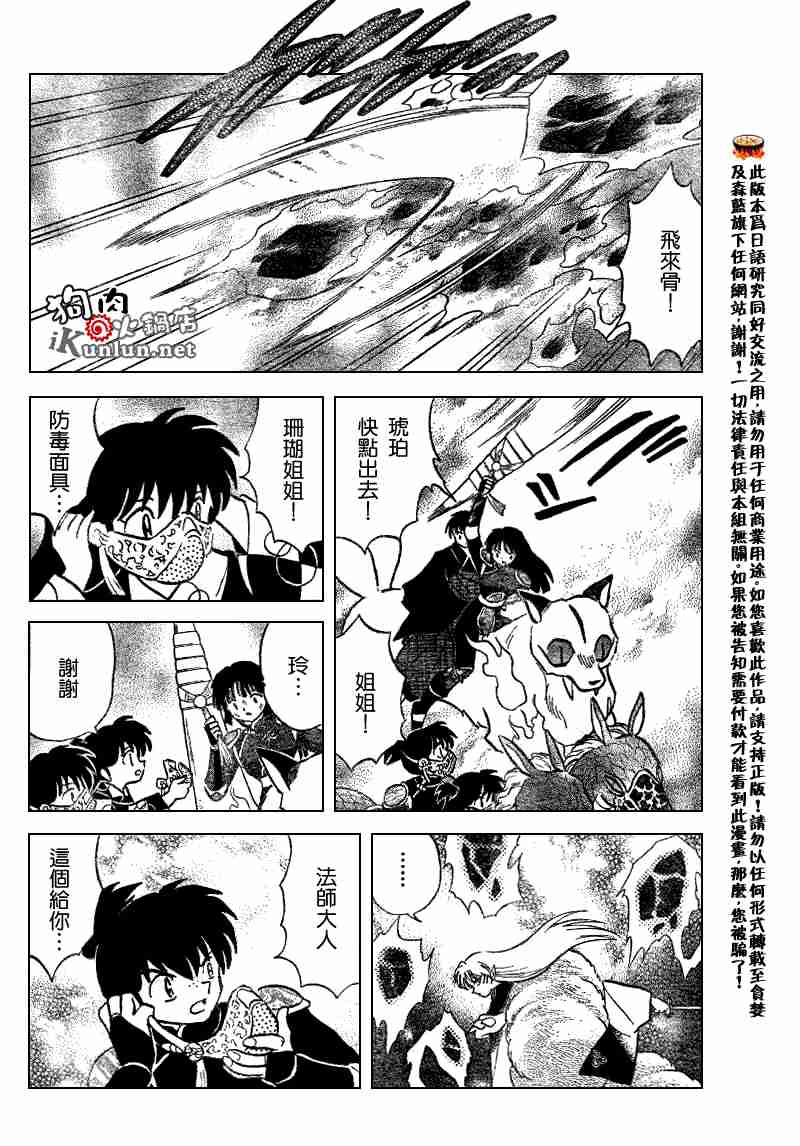 飛來骨！
琥珀
快點出去！
姐姐！
珊瑚姐姐！
防毒面具…
玲…
謝謝
……
法師大人
這個給你…
狗肉
火鍋店
iKunlun.net
此版本爲日語研究同好交流之用，請勿用于任何商業用途。如您喜歡此作品，請支持正版！請勿以任何形式轉載至貪婪
及森藍旗下任何網站，謝謝！一切法律責任與本組無關。如果您被告知需要付款才能看到此漫畫，那麼，您被騙了！